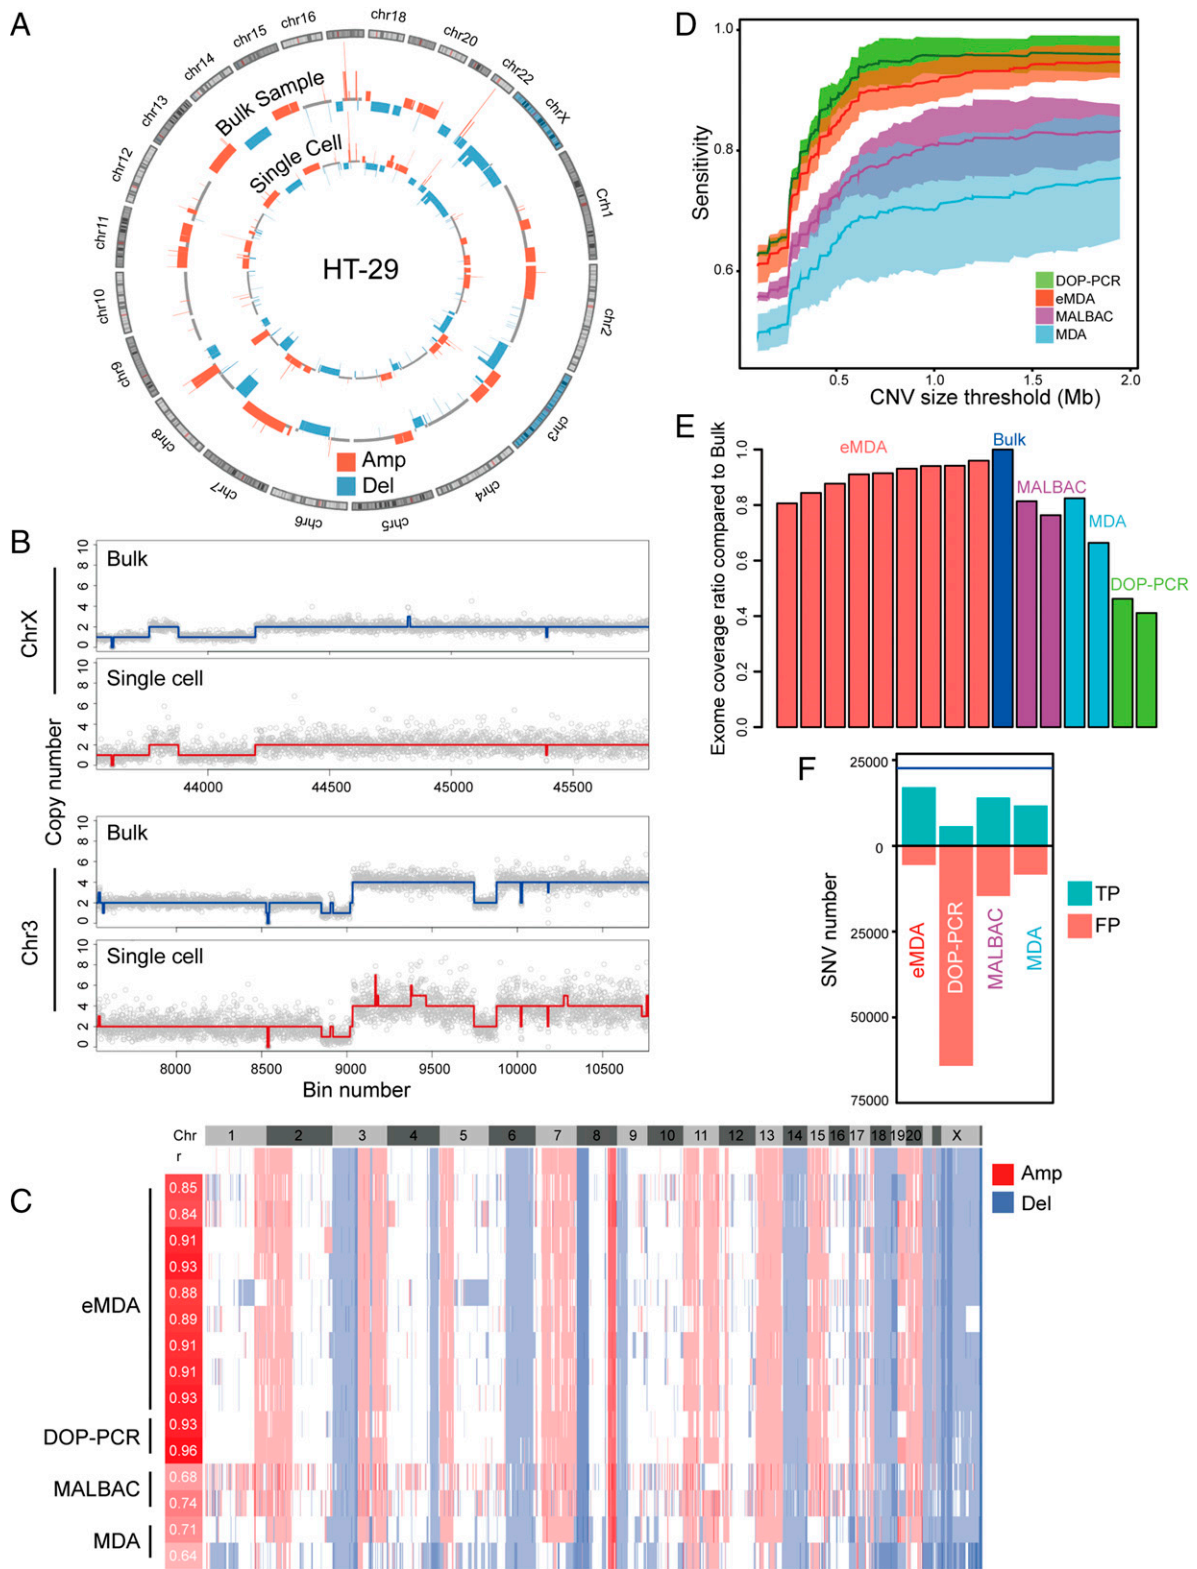 A
chr16
chr18
chr15
chr20
chr14
chr22
chr13
chrX
chr12
Crh1
chr11
chr2
chr10
chr3
chr9
chr4
chr8
chr5
chr7
chr6
Bulk Sample
Single Cell
HT-29
Amp
Del
D
Sensitivity
1.0
0.8
0.6
DOP-PCR
eMDA
MALBAC
MDA
0.5
1.0
1.5
2.0
CNV size threshold (Mb)
E
Exome coverage ratio compared to Bulk
1.0
0.8
0.6
0.4
0.2
0.0
eMDA
Bulk
MALBAC
MDA
DOP-PCR
B
Copy number
ChrX
Bulk
10
8
6
4
2
0
Single cell
10
8
6
4
2
0
44000
44500
45000
45500
Chr3
Bulk
10
8
6
4
2
0
Single cell
10
8
6
4
2
0
8000
8500
9000
9500
10000
10500
Bin number
F
SNV number
25000
0
25000
50000
75000
eMDA
DOP-PCR
MALBAC
MDA
TP
FP
C
Chr 1 2 3 4 5 6 7 8 9 10 11 12 13 14 15 16 17 18 19 20 X
r
eMDA
0.85
0.84
0.91
0.93
0.88
0.89
0.91
0.91
0.93
DOP-PCR
0.93
0.96
MALBAC
0.68
0.74
MDA
0.71
0.64
Amp
Del